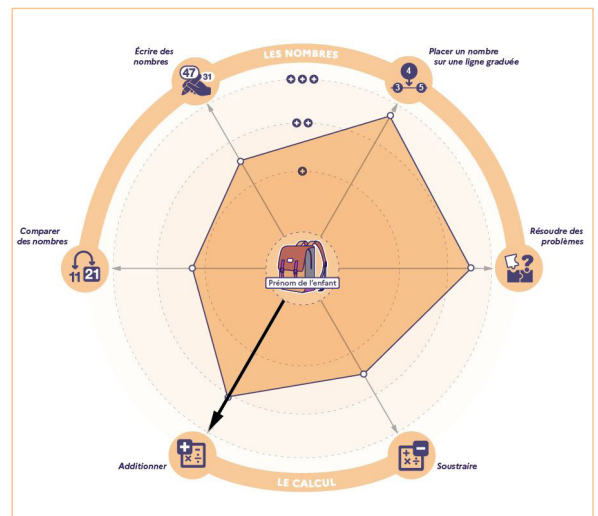 Écrire des
nombres
LES NOMBRES
Placer un nombre
sur une ligne graduée
47
31
4
3
5
+++
++
+
Comparer
des nombres
11
21
Résoudre des
problèmes
?
Prénom de l'enfant
+
+
×÷
Additionner
LE CALCUL
−
+
×÷
Soustraire